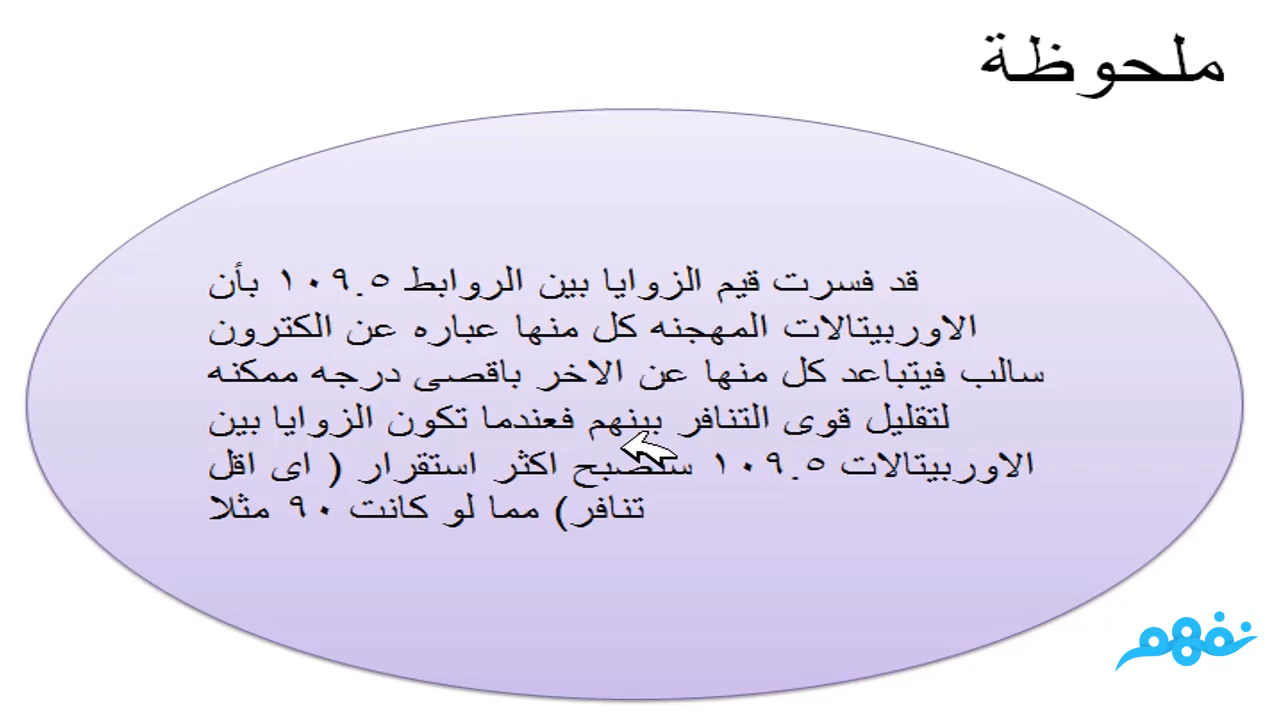 ملحوظة
قد فسرت قيم الزوايا بين الروابط ١٠٩.٥ بأن
الاوربيتالات المهجنه كل منها عباره عن الكترون
سالب فيتباعد كل منها عن الاخر باقصى درجه ممكنه
لتقليل قوى التنافر بينهم فعندما تكون الزوايا بين
الاوربيتالات ١٠٩.٥ ستصبح اكثر استقرار ( اى اقل
تنافر) مما لو كانت ٩٠ مثلا
نفهم